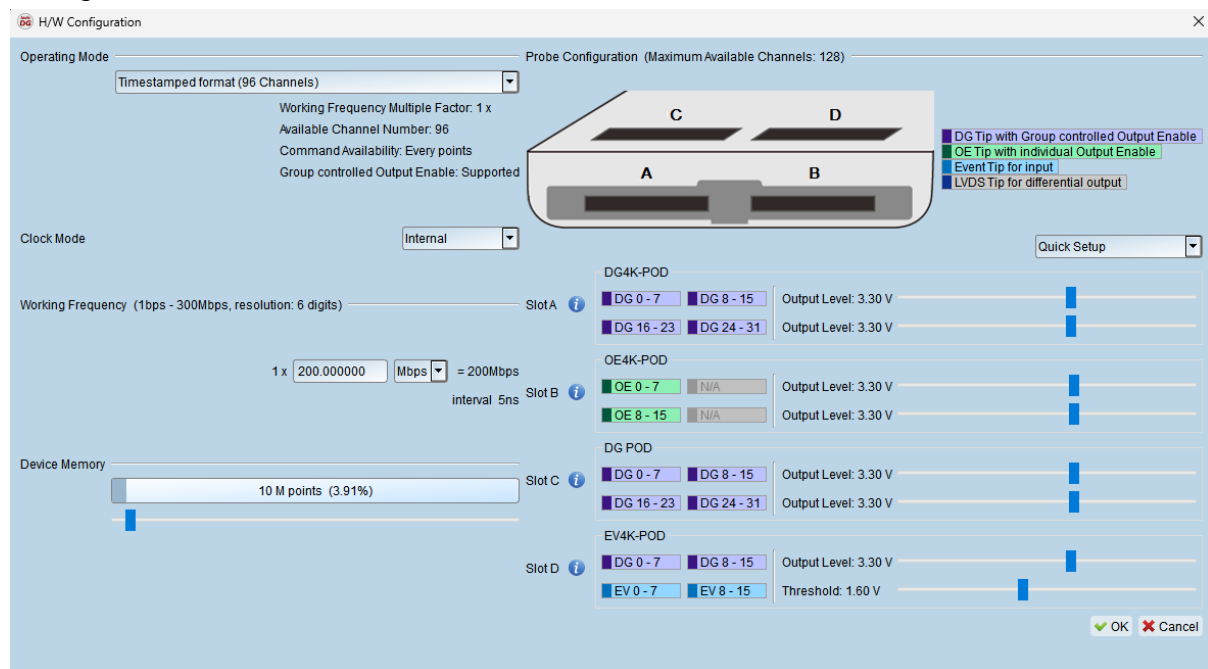 DG H/W Configuration
Operating Mode
Timestamped format (96 Channels)
Working Frequency Multiple Factor: 1 x
Available Channel Number: 96
Command Availability: Every points
Group controlled Output Enable: Supported
Clock Mode
Internal
Working Frequency (1bps - 300Mbps, resolution: 6 digits)
1 x 200.000000 Mbps = 200Mbps
interval 5ns
Device Memory
10 M points (3.91%)
Probe Configuration (Maximum Available Channels: 128)
C D
A B
DG Tip with Group controlled Output Enable
OE Tip with individual Output Enable
Event Tip for input
LVDS Tip for differential output
Quick Setup
DG4K-POD
Slot A i
DG 0 - 7 DG 8 - 15 Output Level: 3.30 V
DG 16 - 23 DG 24 - 31 Output Level: 3.30 V
OE4K-POD
Slot B i
OE 0 - 7 N/A Output Level: 3.30 V
OE 8 - 15 N/A Output Level: 3.30 V
DG POD
Slot C i
DG 0 - 7 DG 8 - 15 Output Level: 3.30 V
DG 16 - 23 DG 24 - 31 Output Level: 3.30 V
EV4K-POD
Slot D i
DG 0 - 7 DG 8 - 15 Output Level: 3.30 V
EV 0 - 7 EV 8 - 15 Threshold: 1.60 V
OK Cancel